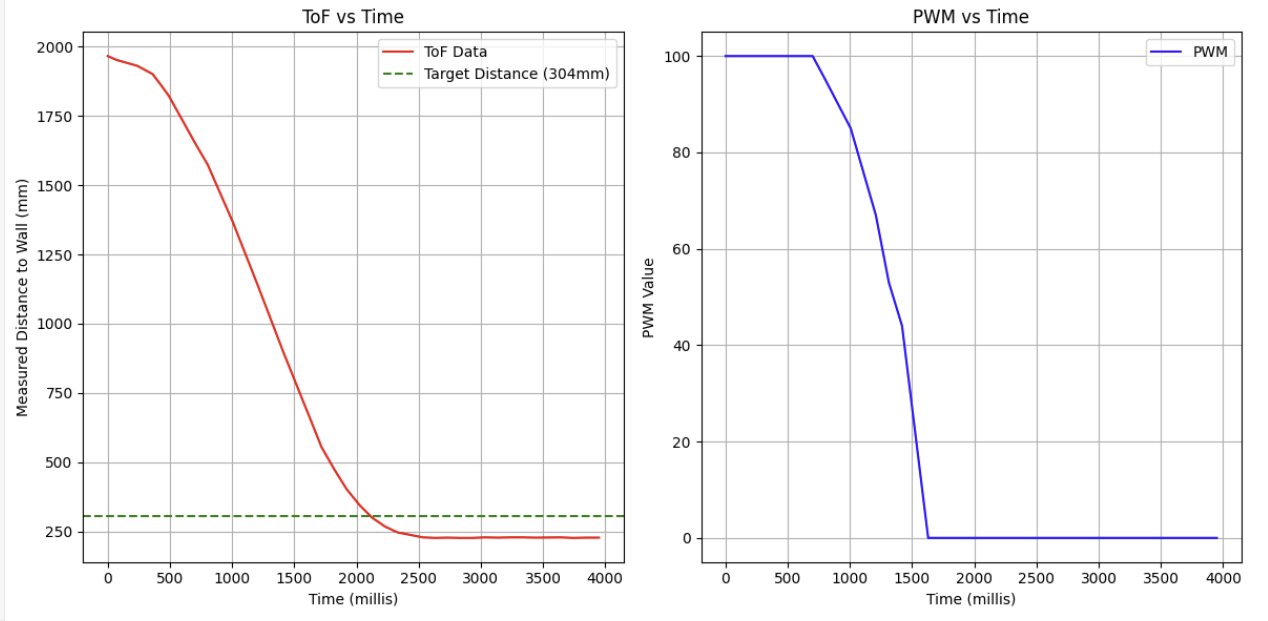 ToF vs Time
ToF Data
Target Distance (304mm)
2000
1750
1500
1250
1000
750
500
250
Measured Distance to Wall (mm)
0 500 1000 1500 2000 2500 3000 3500 4000
Time (millis)
PWM vs Time
PWM
100
80
60
40
20
0
PWM Value
0 500 1000 1500 2000 2500 3000 3500 4000
Time (millis)